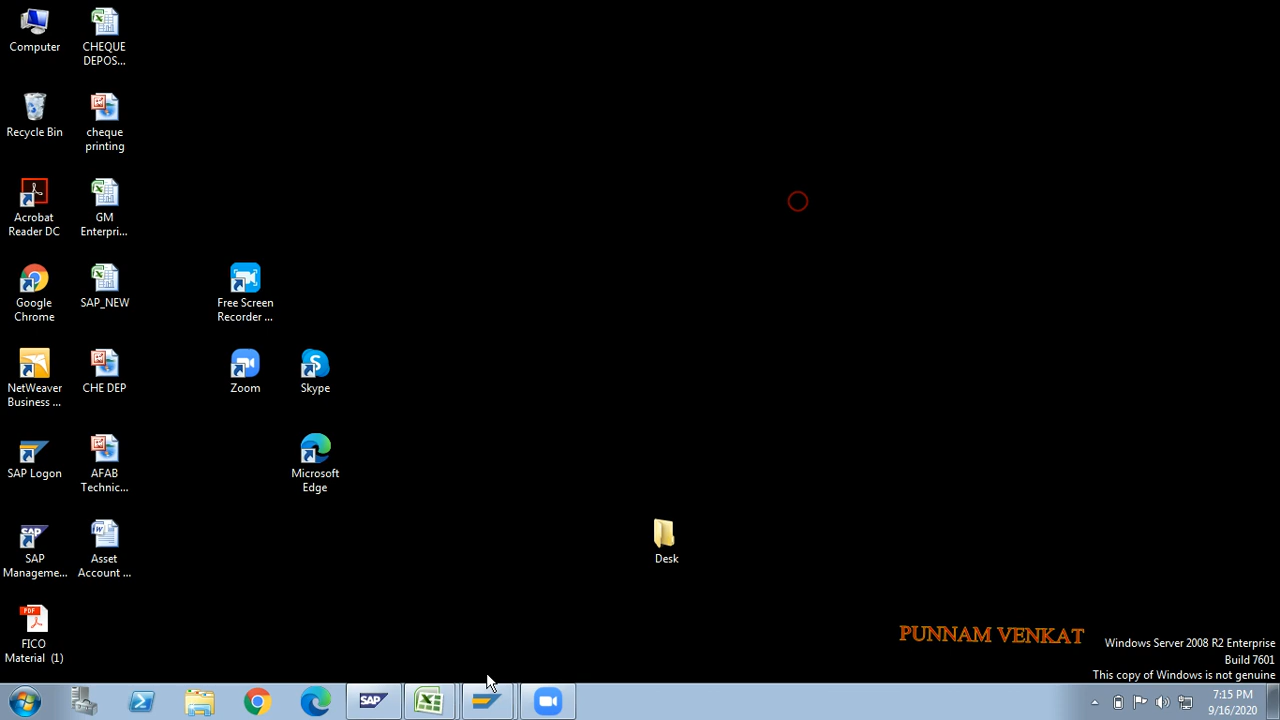 Computer
CHEQUE
DEPOS...
Recycle Bin
cheque
printing
Acrobat
Reader DC
GM
Enterpri...
Google
Chrome
SAP_NEW
Free Screen
Recorder ...
NetWeaver
Business ...
CHE DEP
Zoom
Skype
SAP Logon
AFAB
Technic...
Microsoft
Edge
SAP
SAP
Manageme...
Asset
Account ...
Desk
PDF
FICO
Material (1)
PUNNAM VENKAT
Windows Server 2008 R2 Enterprise
Build 7601
This copy of Windows is not genuine
SAP
7:15 PM
9/16/2020